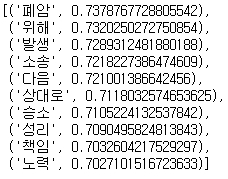 [('폐암', 0.7378767728805542),
('위해', 0.7320250272750854),
('발생', 0.7289312481880188),
('소송', 0.7218227386474609),
('다음', 0.721001386642456),
('상대로', 0.7118032574653625),
('승소', 0.7105224132537842),
('성리', 0.7090495824813843),
('책임', 0.7032604217529297),
('노력', 0.7027101516723633)]